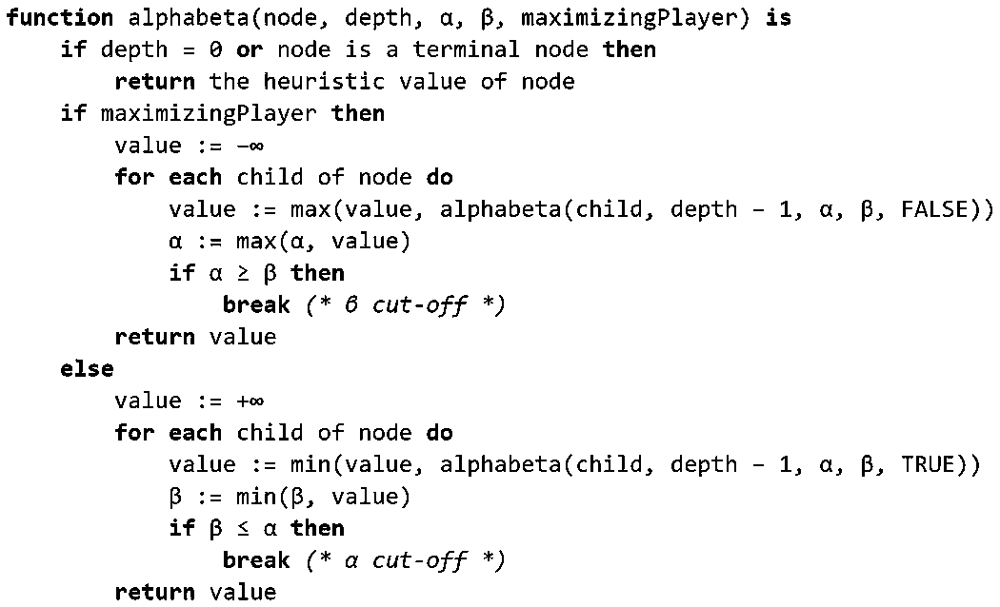 function alphabeta(node, depth, α, β, maximizingPlayer) is
if depth = 0 or node is a terminal node then
return the heuristic value of node
if maximizingPlayer then
value := −∞
for each child of node do
value := max(value, alphabeta(child, depth − 1, α, β, FALSE))
α := max(α, value)
if α ≥ β then
break (* β cut-off *)
return value
else
value := +∞
for each child of node do
value := min(value, alphabeta(child, depth − 1, α, β, TRUE))
β := min(β, value)
if β ≤ α then
break (* α cut-off *)
return value